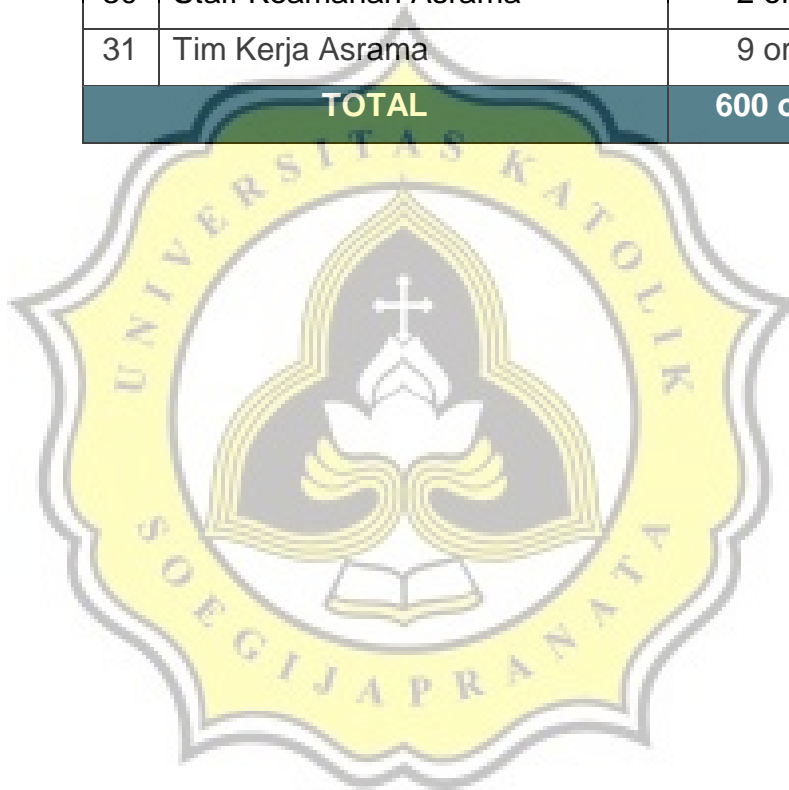 31 Tim Kerja Asrama 9 or
TOTAL 600 o
UNIVERSITAS KATOLIK
SOEGIJAPRANATA